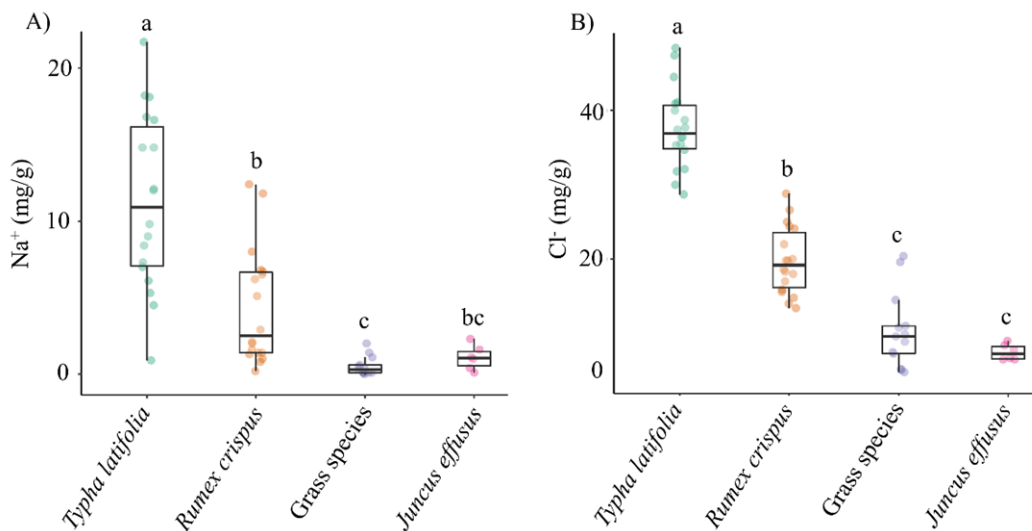 A)
a
20
b
10
c
bc
0
Na⁺ (mg/g)
Typha latifolia
Rumex crispus
Grass species
Juncus effusus
B)
a
40
b
20
c
c
0
Cl⁻ (mg/g)
Typha latifolia
Rumex crispus
Grass species
Juncus effusus